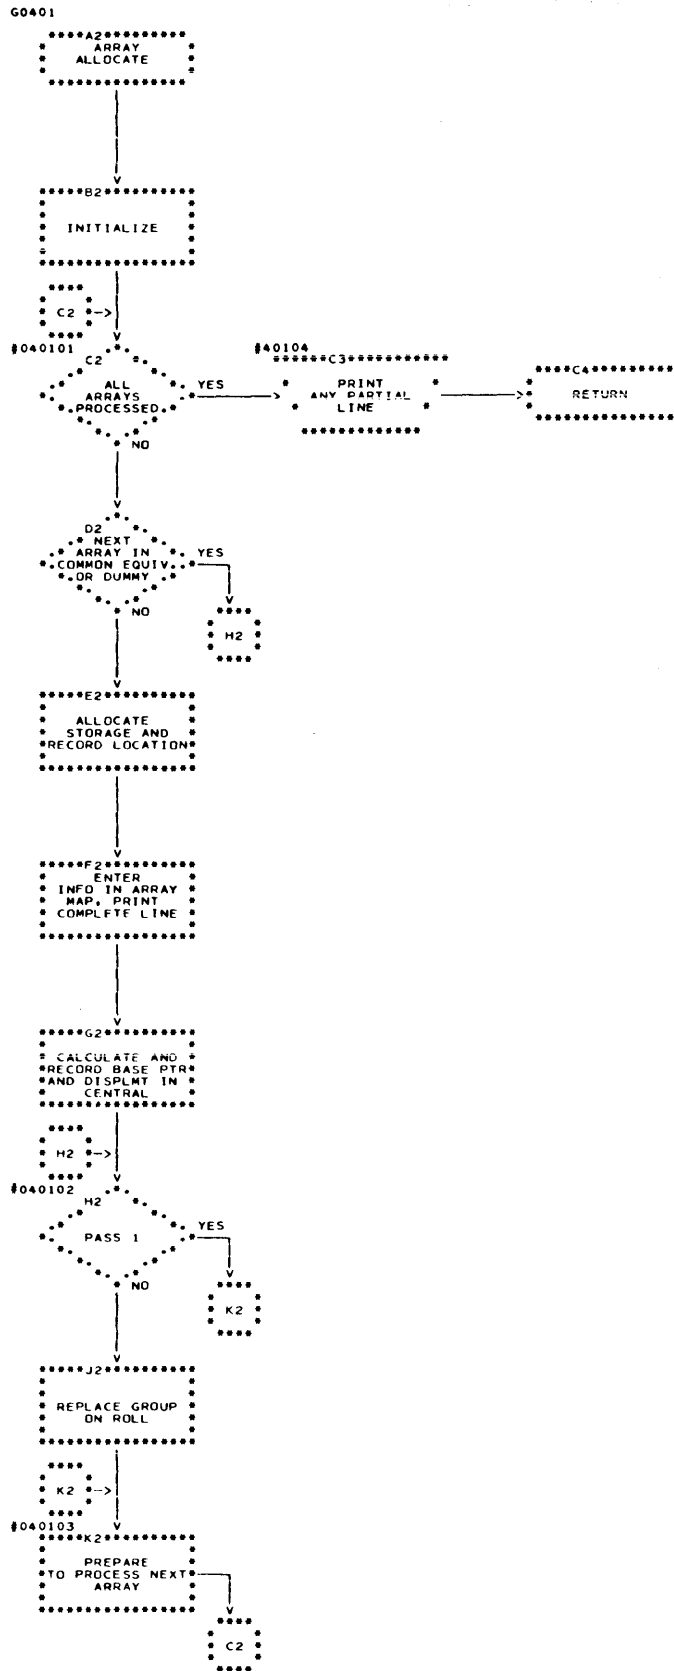 G0401
A2
ARRAY
ALLOCATE
B2
INITIALIZE
C2
#040101
C2
ALL
ARRAYS
PROCESSED
YES
NO
#40104
C3
PRINT
ANY PARTIAL
LINE
C4
RETURN
D2
NEXT
ARRAY IN
COMMON EQUIV.
OR DUMMY
YES
NO
H2
E2
ALLOCATE
STORAGE AND
RECORD LOCATION
F2
ENTER
INFO IN ARRAY
MAP, PRINT
COMPLETE LINE
G2
CALCULATE AND
RECORD BASE PTR
AND DISPLMT IN
CENTRAL
H2
#040102
H2
PASS 1
YES
NO
K2
J2
REPLACE GROUP
ON ROLL
K2
#040103
K2
PREPARE
TO PROCESS NEXT
ARRAY
C2